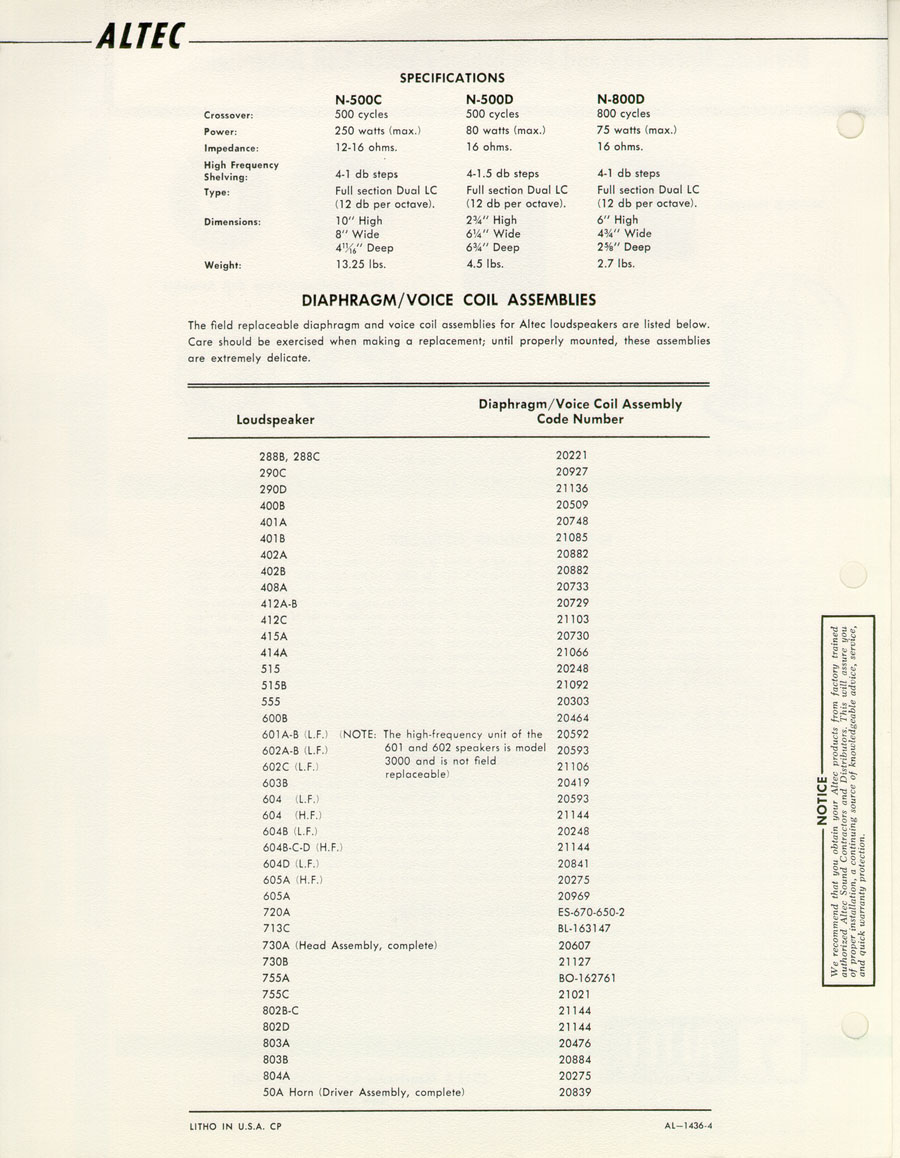 ALTEC
SPECIFICATIONS
N-500C N-500D N-800D
Crossover: 500 cycles 500 cycles 800 cycles
Power: 250 watts (max.) 80 watts (max.) 75 watts (max.)
Impedance: 12-16 ohms. 16 ohms. 16 ohms.
High Frequency
Shelving: 4-1 db steps 4-1.5 db steps 4-1 db steps
Type: Full section Dual LC Full section Dual LC Full section Dual LC
(12 db per octave). (12 db per octave). (12 db per octave).
Dimensions: 10" High 2¾" High 6" High
8" Wide 6¼" Wide 4¾" Wide
4¹¹⁄₁₆" Deep 6¾" Deep 2⅝" Deep
Weight: 13.25 lbs. 4.5 lbs. 2.7 lbs.
DIAPHRAGM/VOICE COIL ASSEMBLIES
The field replaceable diaphragm and voice coil assemblies for Altec loudspeakers are listed below.
Care should be exercised when making a replacement; until properly mounted, these assemblies
are extremely delicate.
Diaphragm/Voice Coil Assembly
Loudspeaker Code Number
288B, 288C 20221
290C 20927
290D 21136
400B 20509
401A 20748
401B 21085
402A 20882
402B 20882
408A 20733
412A-B 20729
412C 21103
415A 20730
414A 21066
515 20248
515B 21092
555 20303
600B 20464
601A-B (L.F.) (NOTE: The high-frequency unit of the 20592
602A-B (L.F.) 601 and 602 speakers is model 20593
602C (L.F.) 3000 and is not field 21106
replaceable)
603B 20419
604 (L.F.) 20593
604 (H.F.) 21144
604B (L.F.) 20248
604B-C-D (H.F.) 21144
604D (L.F.) 20841
605A (H.F.) 20275
605A 20969
720A ES-670-650-2
713C BL-163147
730A (Head Assembly, complete) 20607
730B 21127
755A BO-162761
755C 21021
802B-C 21144
802D 21144
803A 20476
803B 20884
804A 20275
50A Horn (Driver Assembly, complete) 20839
LITHO IN U.S.A. CP AL—1436-4
NOTICE
We recommend that you obtain your Altec products from factory trained
authorized Altec Sound Contractors and Distributors. This will assure you
of proper installation, a continuing source of knowledgeable advice, service,
and quick warranty protection.